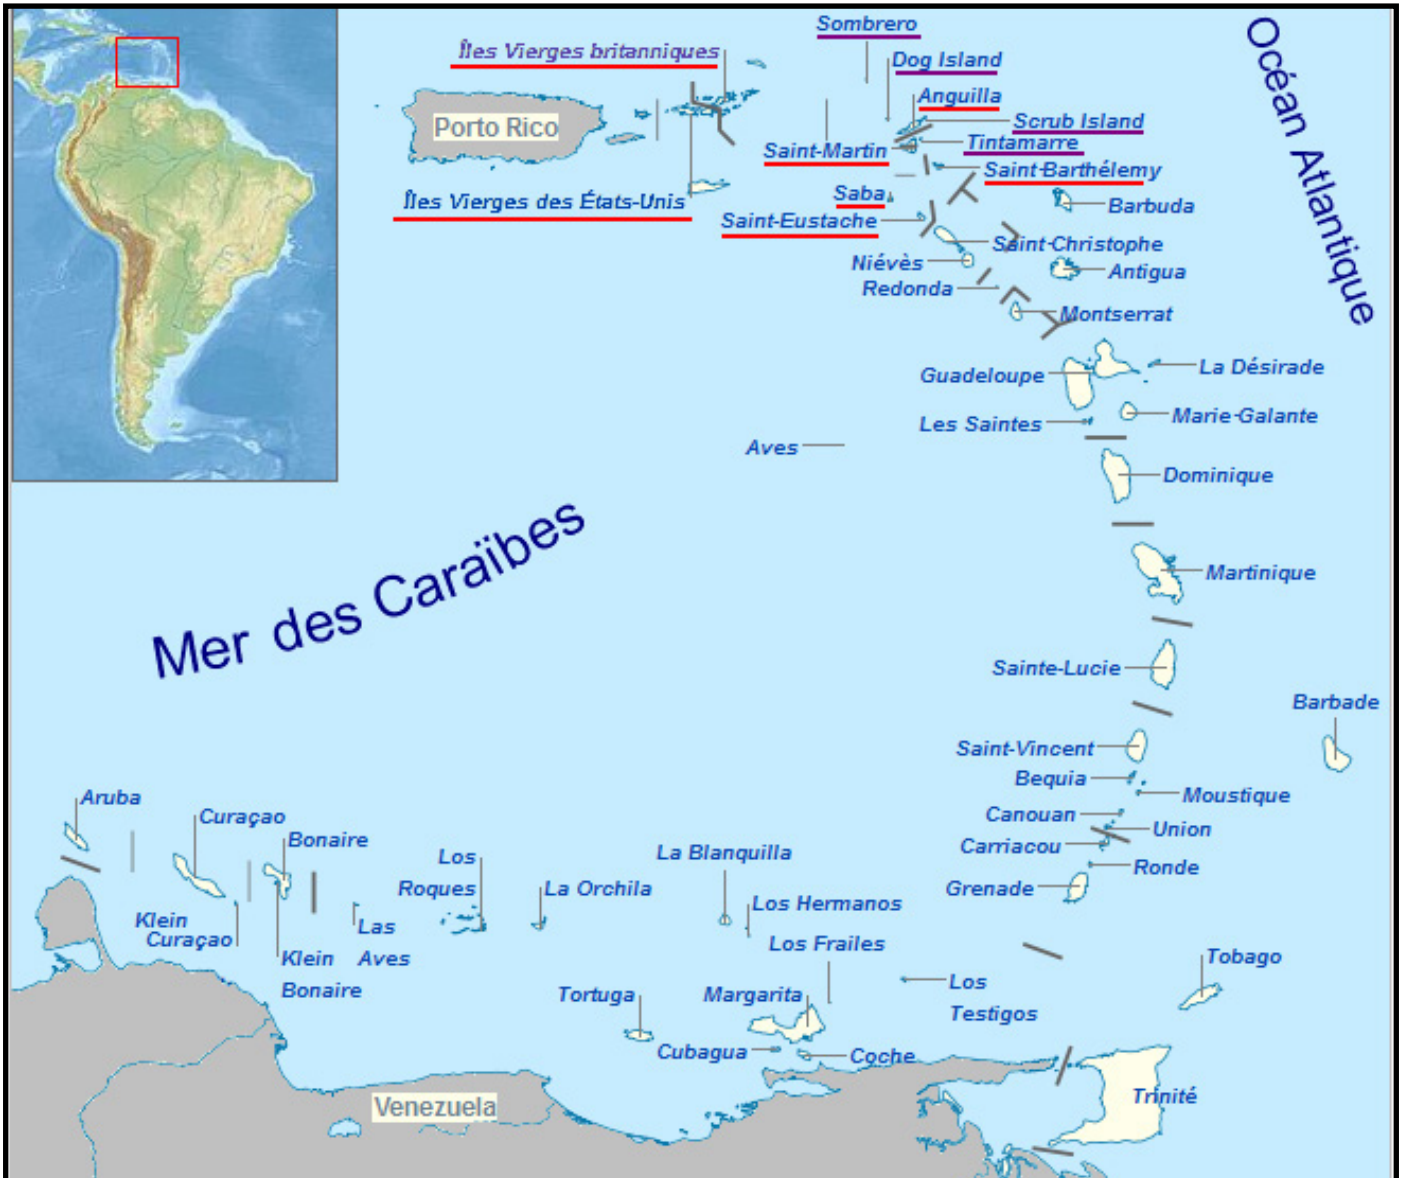 Sombrero
Îles Vierges britanniques
Dog Island
Océan Atlantique
Anguilla
Porto Rico
Scrub Island
Saint-Martin
Tintamarre
Saint-Barthélemy
Îles Vierges des États-Unis
Saba
Barbuda
Saint-Eustache
Saint-Christophe
Niévès
Antigua
Redonda
Montserrat
Guadeloupe
La Désirade
Les Saintes
Marie-Galante
Aves
Dominique
Mer des Caraïbes
Martinique
Sainte-Lucie
Barbade
Saint-Vincent
Bequia
Moustique
Canouan
Union
Carriacou
Ronde
Grenade
Aruba
Curaçao
Bonaire
Los
Roques
La Orchila
La Blanquilla
Los Hermanos
Los Frailes
Klein
Curaçao
Las
Aves
Klein
Bonaire
Tortuga
Margarita
Los
Testigos
Tobago
Cubagua
Coche
Venezuela
Trinité